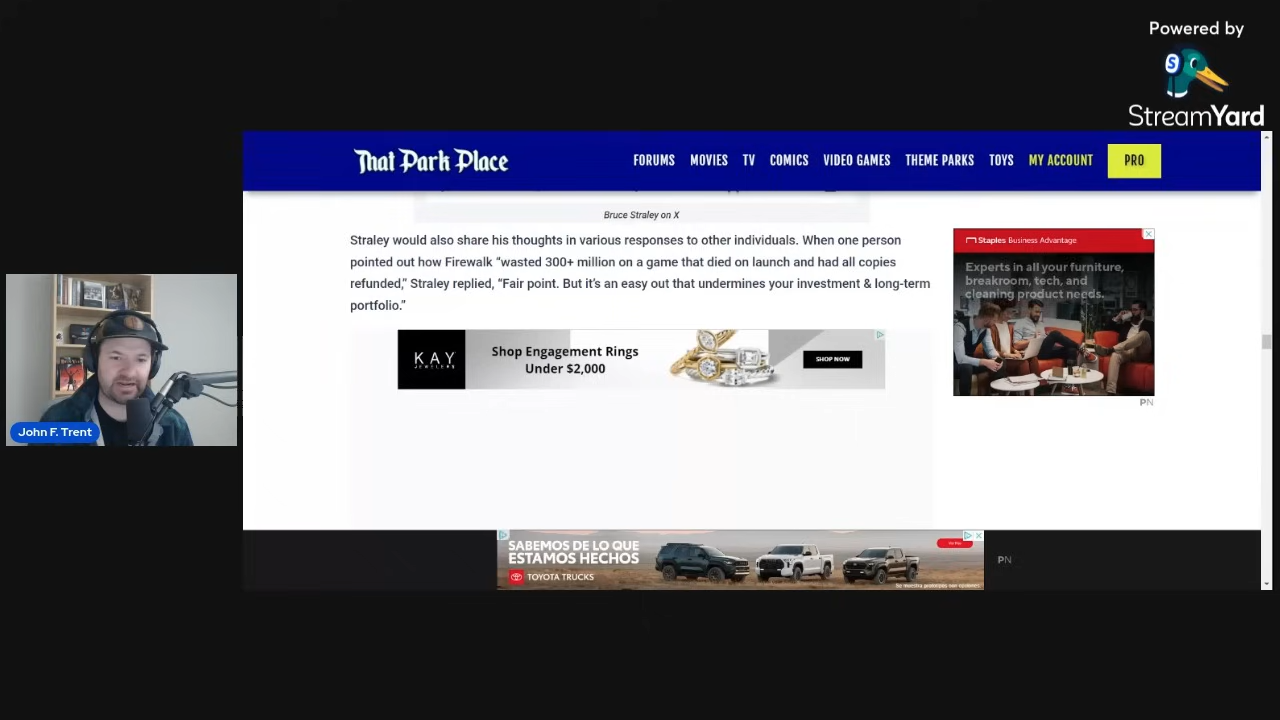 Powered by
S
StreamYard
That Park Place
FORUMS MOVIES TV COMICS VIDEO GAMES THEME PARKS TOYS MY ACCOUNT PRO
Bruce Straley on X
Straley would also share his thoughts in various responses to other individuals. When one person
pointed out how Firewalk “wasted 300+ million on a game that died on launch and had all copies
refunded,” Straley replied, “Fair point. But it’s an easy out that undermines your investment & long-term
portfolio.”
Staples Business Advantage
Experts in all your furniture,
breakroom, tech, and
cleaning product needs.
PN
KAY
JEWELERS
Shop Engagement Rings
Under $2,000
SHOP NOW
John F. Trent
SABEMOS DE LO QUE
ESTAMOS HECHOS
TOYOTA TRUCKS
PN